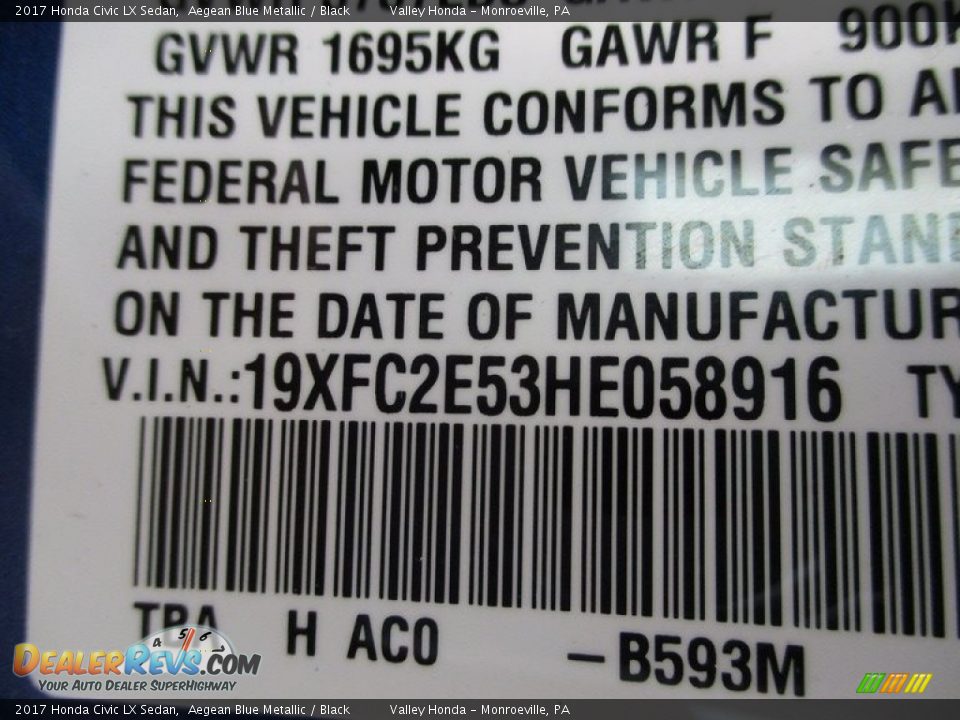 2017 Honda Civic LX Sedan, Aegean Blue Metallic / Black Valley Honda - Monroeville, PA
GVWR 1695KG GAWR F 900K
THIS VEHICLE CONFORMS TO A
FEDERAL MOTOR VEHICLE SAFE
AND THEFT PREVENTION STAN
ON THE DATE OF MANUFACTUR
V.I.N.:19XFC2E53HE058916 TY
TRA H AC0 -B593M
4 5 6
DEALERREVS.COM
YOUR AUTO DEALER SUPERHIGHWAY
2017 Honda Civic LX Sedan, Aegean Blue Metallic / Black Valley Honda - Monroeville, PA